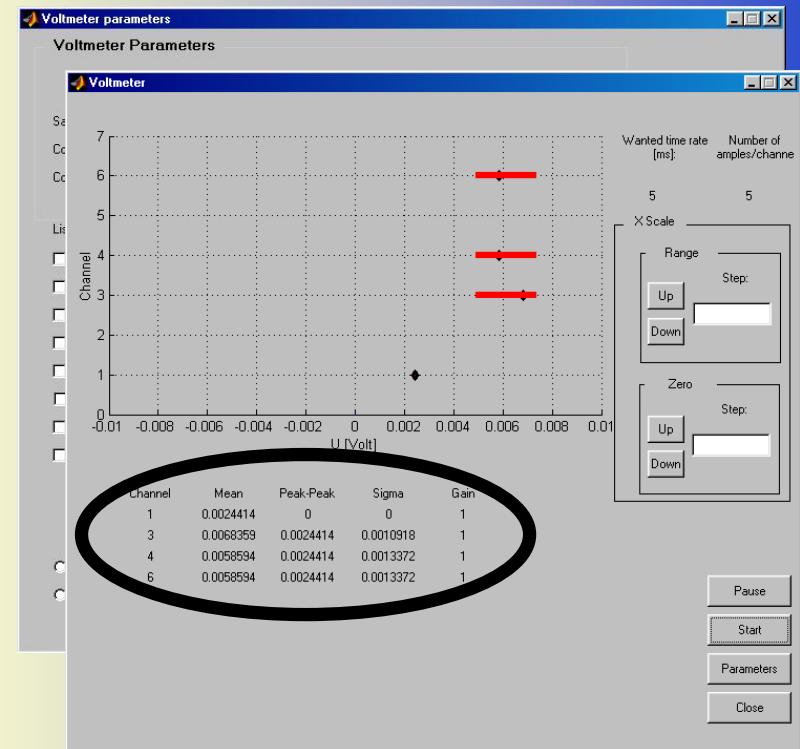 Voltmeter parameters
Voltmeter Parameters
Voltmeter
7
6
5
4
3
2
1
0
Channel
-0.01 -0.008 -0.006 -0.004 -0.002 0 0.002 0.004 0.006 0.008 0.01
U [Volt]
Wanted time rate [ms]:
Number of
amples/channe
5 5
X Scale
Range
Step:
Up
Down
Zero
Step:
Up
Down
Channel Mean Peak-Peak Sigma Gain
1 0.0024414 0 0 1
3 0.0068359 0.0024414 0.0010918 1
4 0.0058594 0.0024414 0.0013372 1
6 0.0058594 0.0024414 0.0013372 1
Pause
Start
Parameters
Close